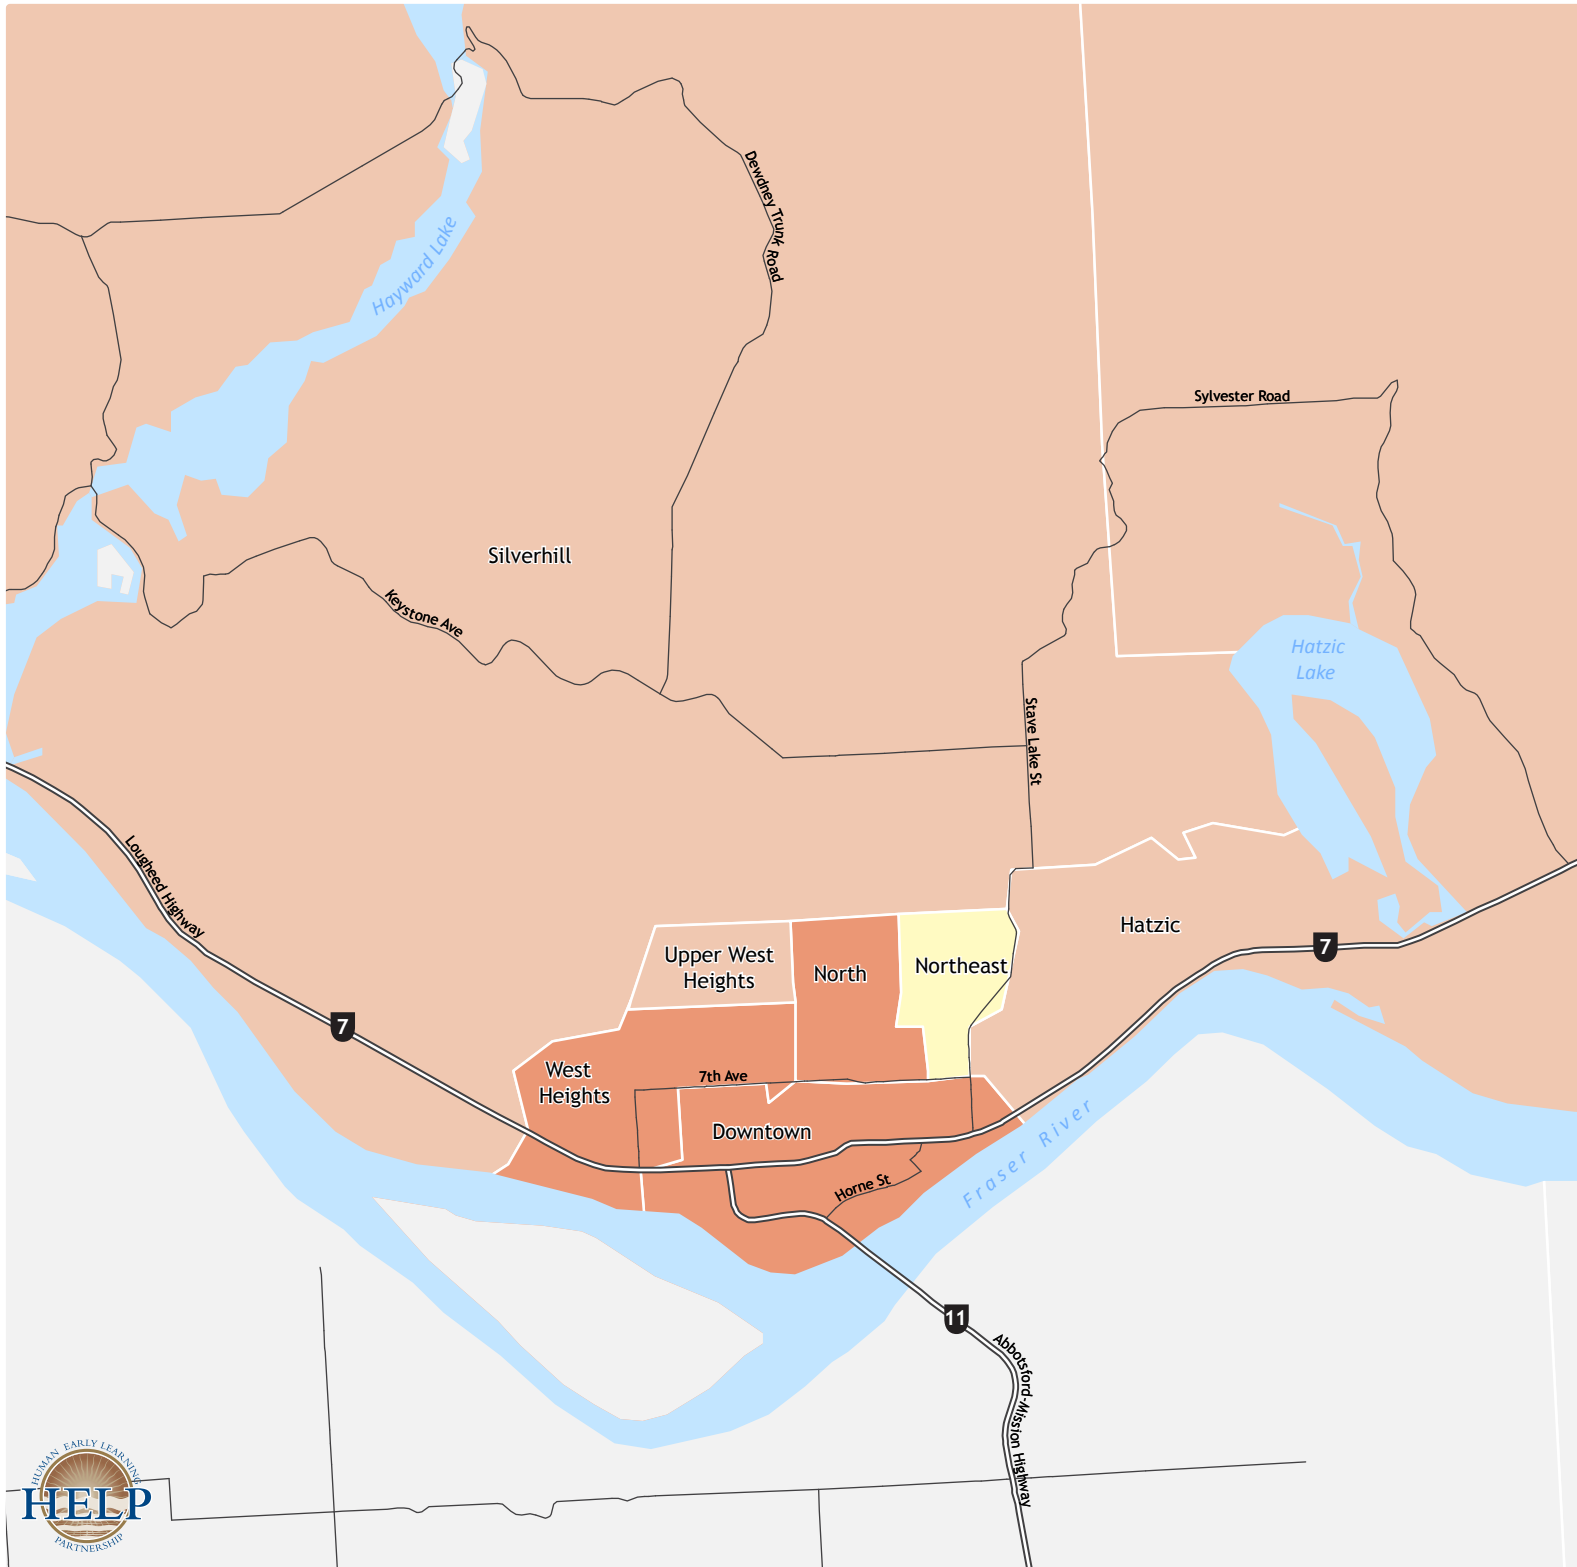 Dewdney Trunk Road
Hayward Lake
Sylvester Road
Silverhill
Keystone Ave
Hatzic
Lake
Stave Lake St
Lougheed Highway
Hatzic
7
Upper West
Heights
North
Northeast
7
West
Heights
7th Ave
Downtown
Fraser River
Horne St
11
Abbotsford-Mission Highway
HUMAN EARLY LEARNING
HELP
PARTNERSHIP